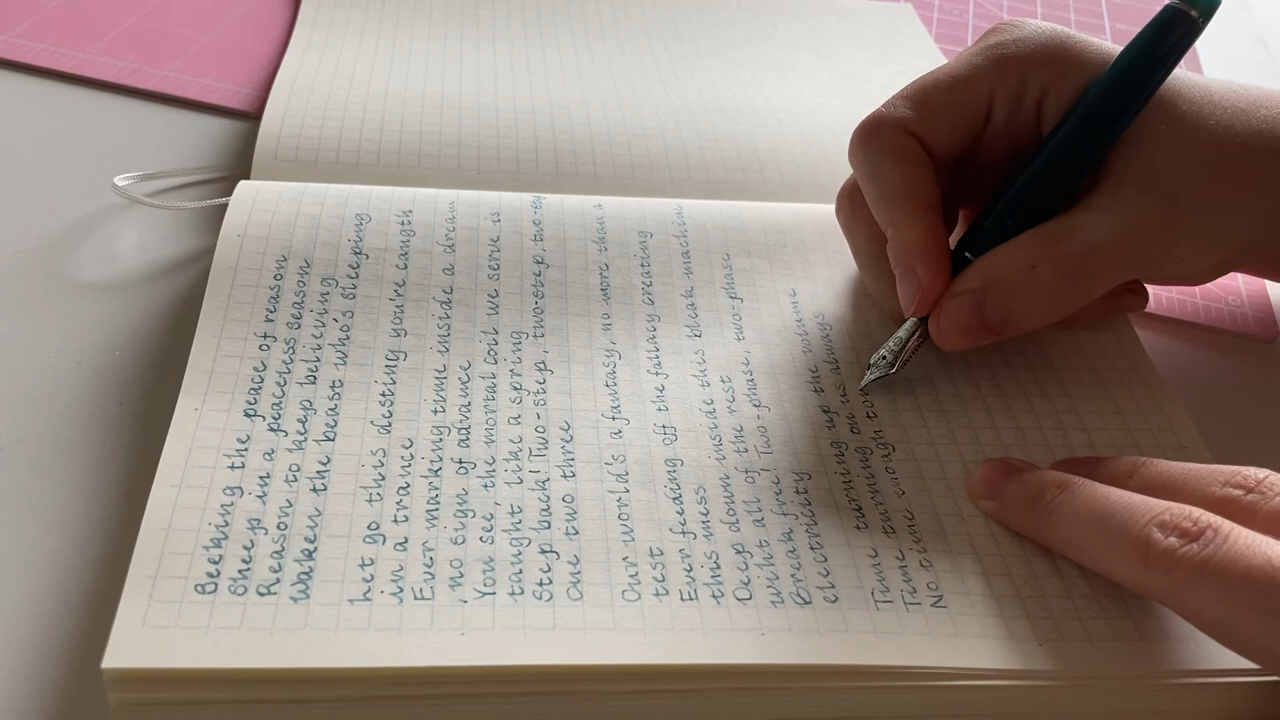 Seeking the peace of reason
Sheep in a peaceless season
Reason to keep believing
Waken the beast who's sleeping
Let go this destiny you're caught
in a trance
Ever marking time inside a dream
, no sign of advance
You see, the mortal coil we serve is
taught like a spring
Step back! Two-step, two-step, two-step
One two three
Our world's a fantasy, no more than a
test
Ever feeding off the fallacy creating
this mess
Deep down inside this bleak machine
with all of the rest
Break free! Two-phase, two-phase
electricity turning up the volume
Time turning on us always
Time enough to
No time